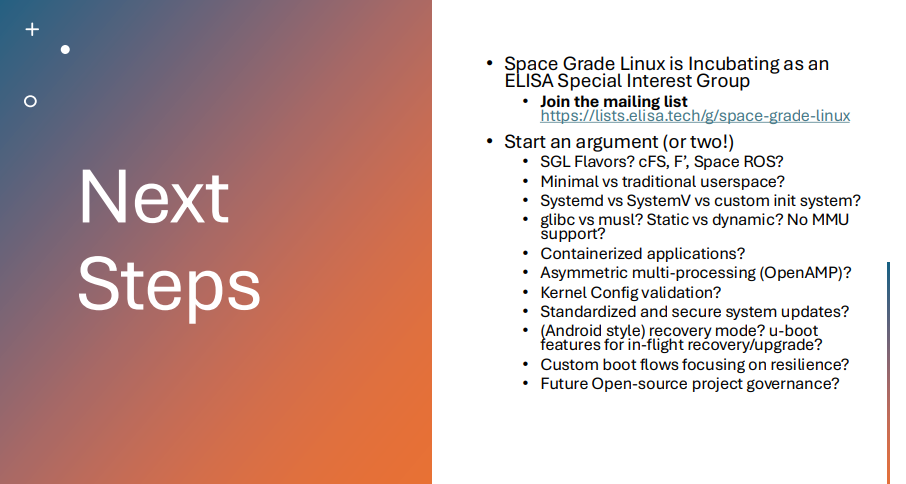 Next
Steps
• Space Grade Linux is Incubating as an
ELISA Special Interest Group
• Join the mailing list
https://lists.elisa.tech/g/space-grade-linux
• Start an argument (or two!)
• SGL Flavors? cFS, F’, Space ROS?
• Minimal vs traditional userspace?
• Systemd vs SystemV vs custom init system?
• glibc vs musl? Static vs dynamic? No MMU
support?
• Containerized applications?
• Asymmetric multi-processing (OpenAMP)?
• Kernel Config validation?
• Standardized and secure system updates?
• (Android style) recovery mode? u-boot
features for in-flight recovery/upgrade?
• Custom boot flows focusing on resilience?
• Future Open-source project governance?